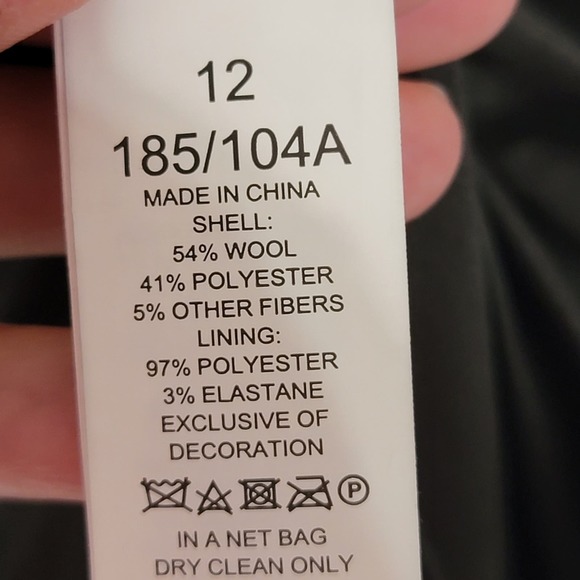 12
185/104A
MADE IN CHINA
SHELL:
54% WOOL
41% POLYESTER
5% OTHER FIBERS
LINING:
97% POLYESTER
3% ELASTANE
EXCLUSIVE OF
DECORATION
P
IN A NET BAG
DRY CLEAN ONLY